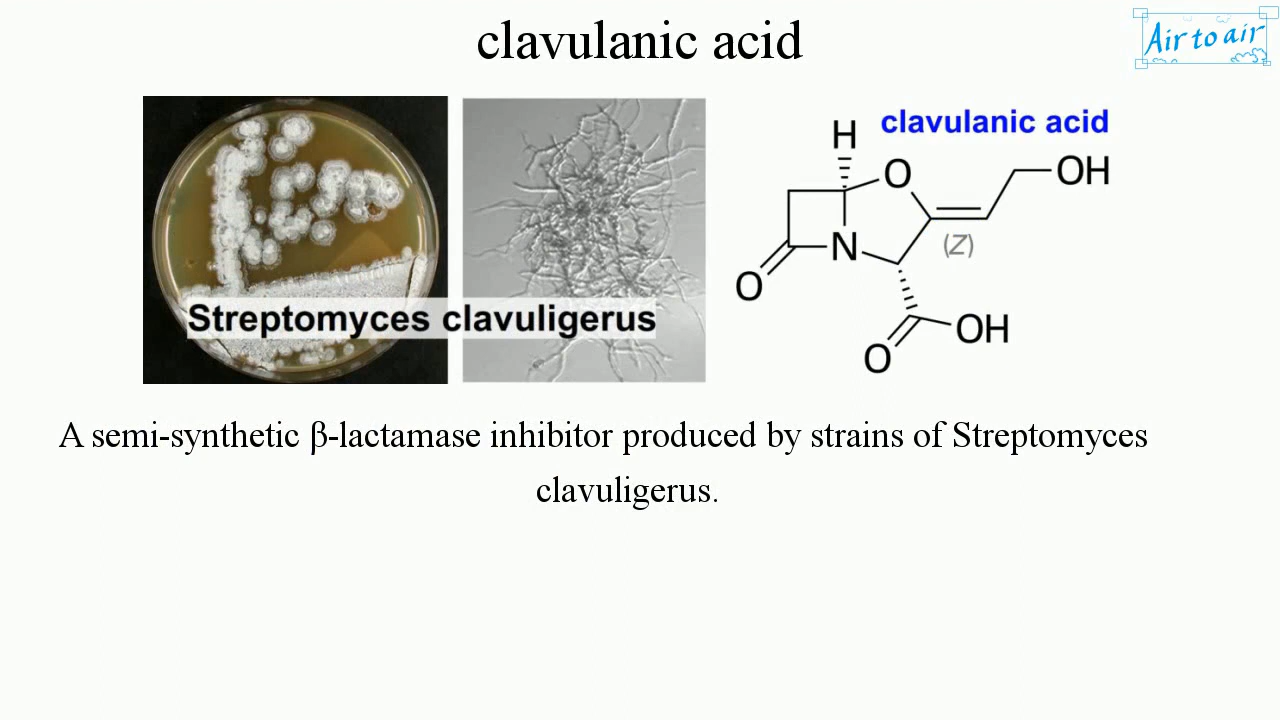 clavulanic acid
Air to air
Streptomyces clavuligerus
clavulanic acid
H
O
OH
N
(Z)
O
OH
O
A semi-synthetic β-lactamase inhibitor produced by strains of Streptomyces
clavuligerus.